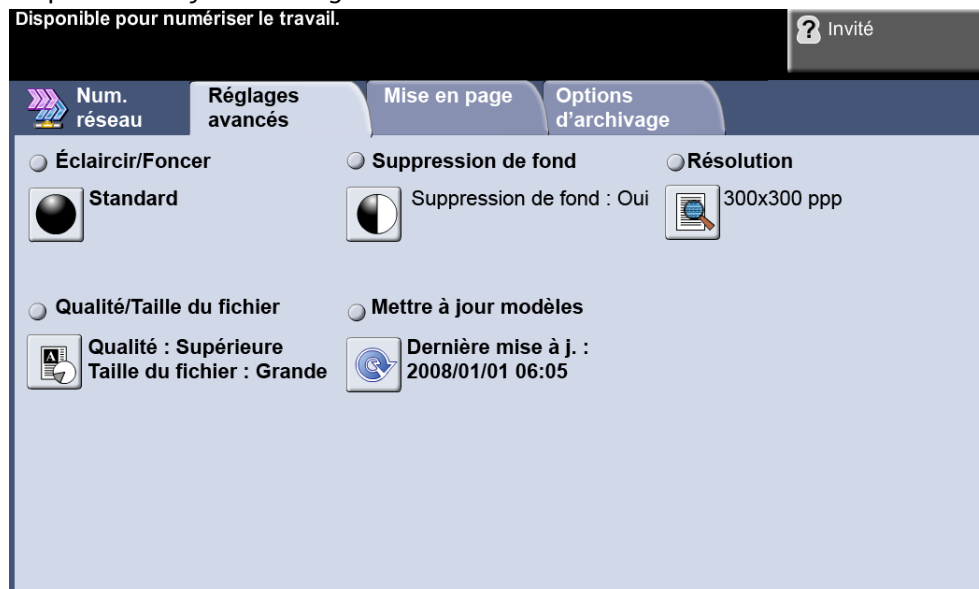 Disponible pour numériser le travail.
Invité
Num. réseau
Réglages avancés
Mise en page
Options d'archivage
Éclaircir/Foncer
Standard
Suppression de fond
Suppression de fond : Oui
Résolution
300x300 ppp
Qualité/Taille du fichier
Qualité : Supérieure
Taille du fichier : Grande
Mettre à jour modèles
Dernière mise à j. :
2008/01/01 06:05